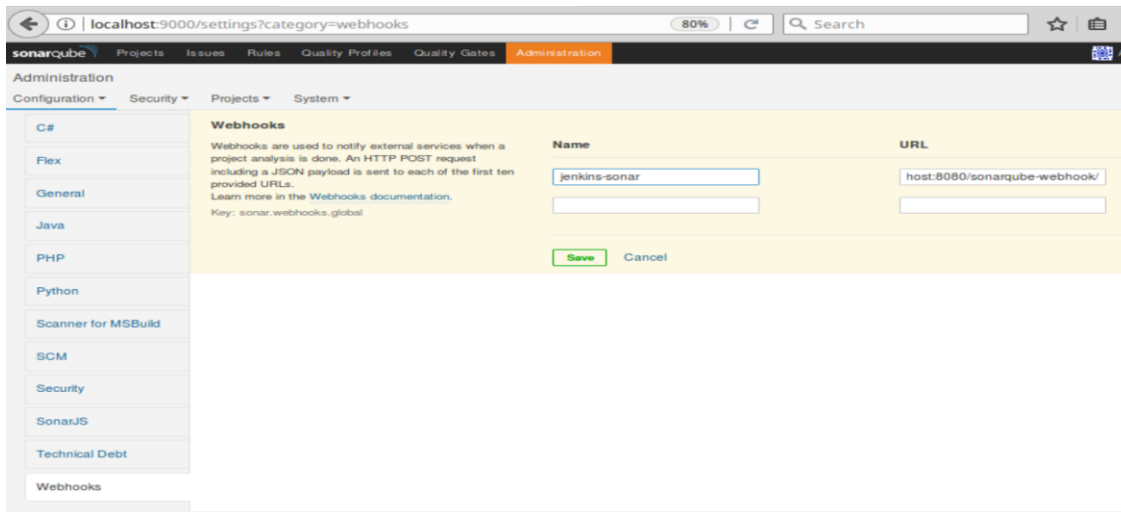 localhost:9000/settings?category=webhooks 80% Search
sonarqube Projects Issues Rules Quality Profiles Quality Gates Administration
Administration
Configuration Security Projects System
C#
Flex
General
Java
PHP
Python
Scanner for MSBuild
SCM
Security
SonarJS
Technical Debt
Webhooks
Webhooks
Webhooks are used to notify external services when a
project analysis is done. An HTTP POST request
including a JSON payload is sent to each of the first ten
provided URLs.
Learn more in the Webhooks documentation.
Key: sonar.webhooks.global
Name URL
jenkins-sonar host:8080/sonarqube-webhook/
Save Cancel